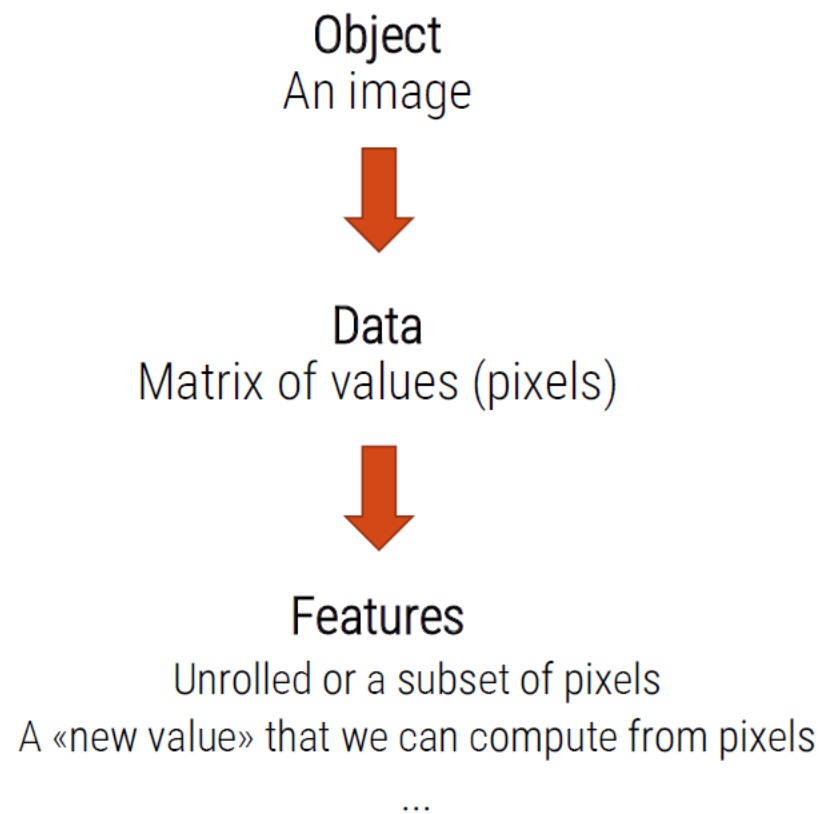 Object
An image
Data
Matrix of values (pixels)
Features
Unrolled or a subset of pixels
A «new value» that we can compute from pixels
...